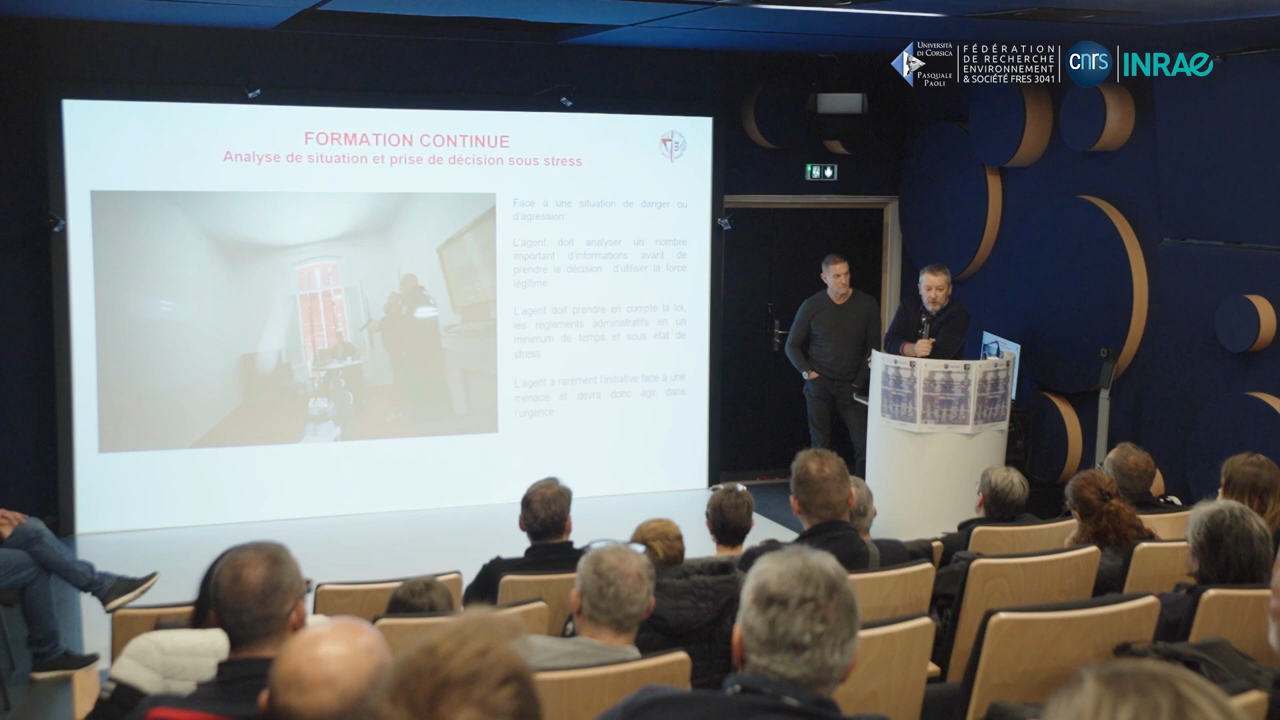 UNIVERSITÀ
DI CORSICA
PASQUALE
PAOLI
FÉDÉRATION
DE RECHERCHE
ENVIRONNEMENT
& SOCIÉTÉ FRES 3041
cnrs
INRAE
FORMATION CONTINUE
Analyse de situation et prise de décision sous stress
Face à une situation de danger ou
d'agression:
L'agent doit analyser un nombre
important d'informations avant de
prendre la décision d'utiliser la force
légitime
L'agent doit prendre en compte la loi,
les règlements administratifs en un
minimum de temps et sous état de
stress
L'agent a rarement l'initiative face à une
menace et devra donc agir dans
l'urgence